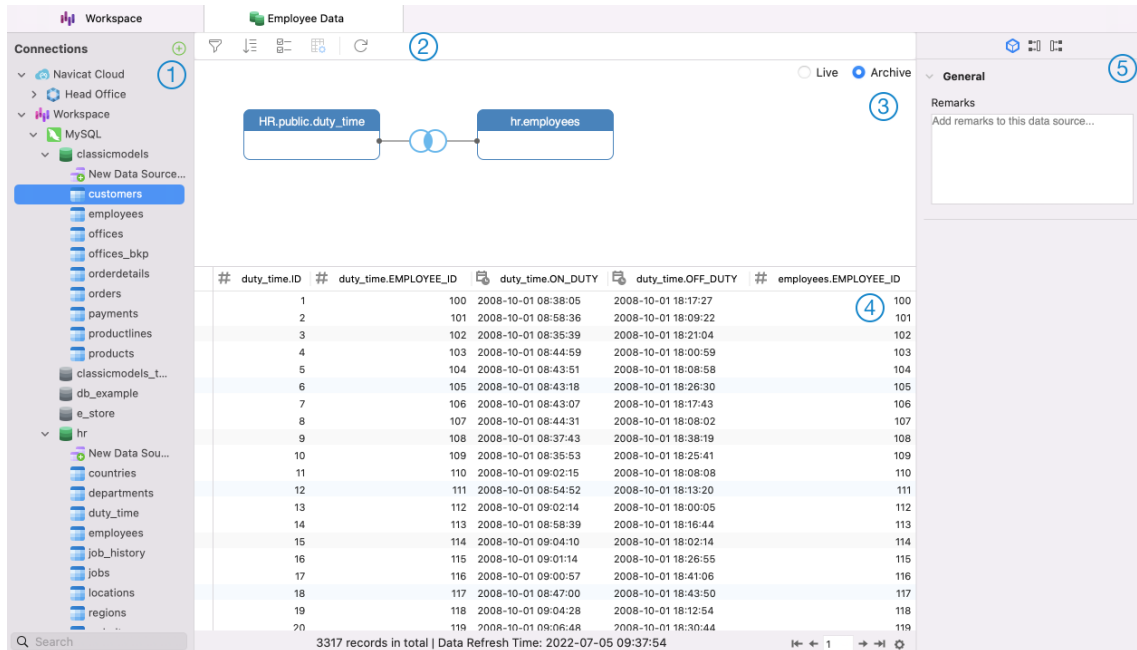 Workspace
Employee Data
Connections
1
Navicat Cloud
Head Office
Workspace
MySQL
classicmodels
New Data Source...
customers
employees
offices
offices_bkp
orderdetails
orders
payments
productlines
products
classicmodels_t...
db_example
e_store
hr
New Data Sou...
countries
departments
duty_time
employees
job_history
jobs
locations
regions
Search
2
Live Archive
3
HR.public.duty_time hr.employees
# duty_time.ID # duty_time.EMPLOYEE_ID duty_time.ON_DUTY duty_time.OFF_DUTY # employees.EMPLOYEE_ID
4
1 100 2008-10-01 08:38:05 2008-10-01 18:17:27 100
2 101 2008-10-01 08:58:36 2008-10-01 18:09:22 101
3 102 2008-10-01 08:35:39 2008-10-01 18:21:04 102
4 103 2008-10-01 08:44:59 2008-10-01 18:00:59 103
5 104 2008-10-01 08:43:51 2008-10-01 18:08:58 104
6 105 2008-10-01 08:43:18 2008-10-01 18:26:30 105
7 106 2008-10-01 08:43:07 2008-10-01 18:17:43 106
8 107 2008-10-01 08:44:31 2008-10-01 18:08:02 107
9 108 2008-10-01 08:37:43 2008-10-01 18:38:19 108
10 109 2008-10-01 08:35:53 2008-10-01 18:25:41 109
11 110 2008-10-01 09:02:15 2008-10-01 18:08:08 110
12 111 2008-10-01 08:54:52 2008-10-01 18:13:20 111
13 112 2008-10-01 09:02:14 2008-10-01 18:00:05 112
14 113 2008-10-01 08:58:39 2008-10-01 18:16:44 113
15 114 2008-10-01 09:04:10 2008-10-01 18:02:14 114
16 115 2008-10-01 09:01:14 2008-10-01 18:26:55 115
17 116 2008-10-01 09:00:57 2008-10-01 18:41:06 116
18 117 2008-10-01 08:47:00 2008-10-01 18:43:50 117
19 118 2008-10-01 09:04:28 2008-10-01 18:12:54 118
20 119 2008-10-01 09:06:48 2008-10-01 18:30:44 119
3317 records in total | Data Refresh Time: 2022-07-05 09:37:54
1
5
General
Remarks
Add remarks to this data source...